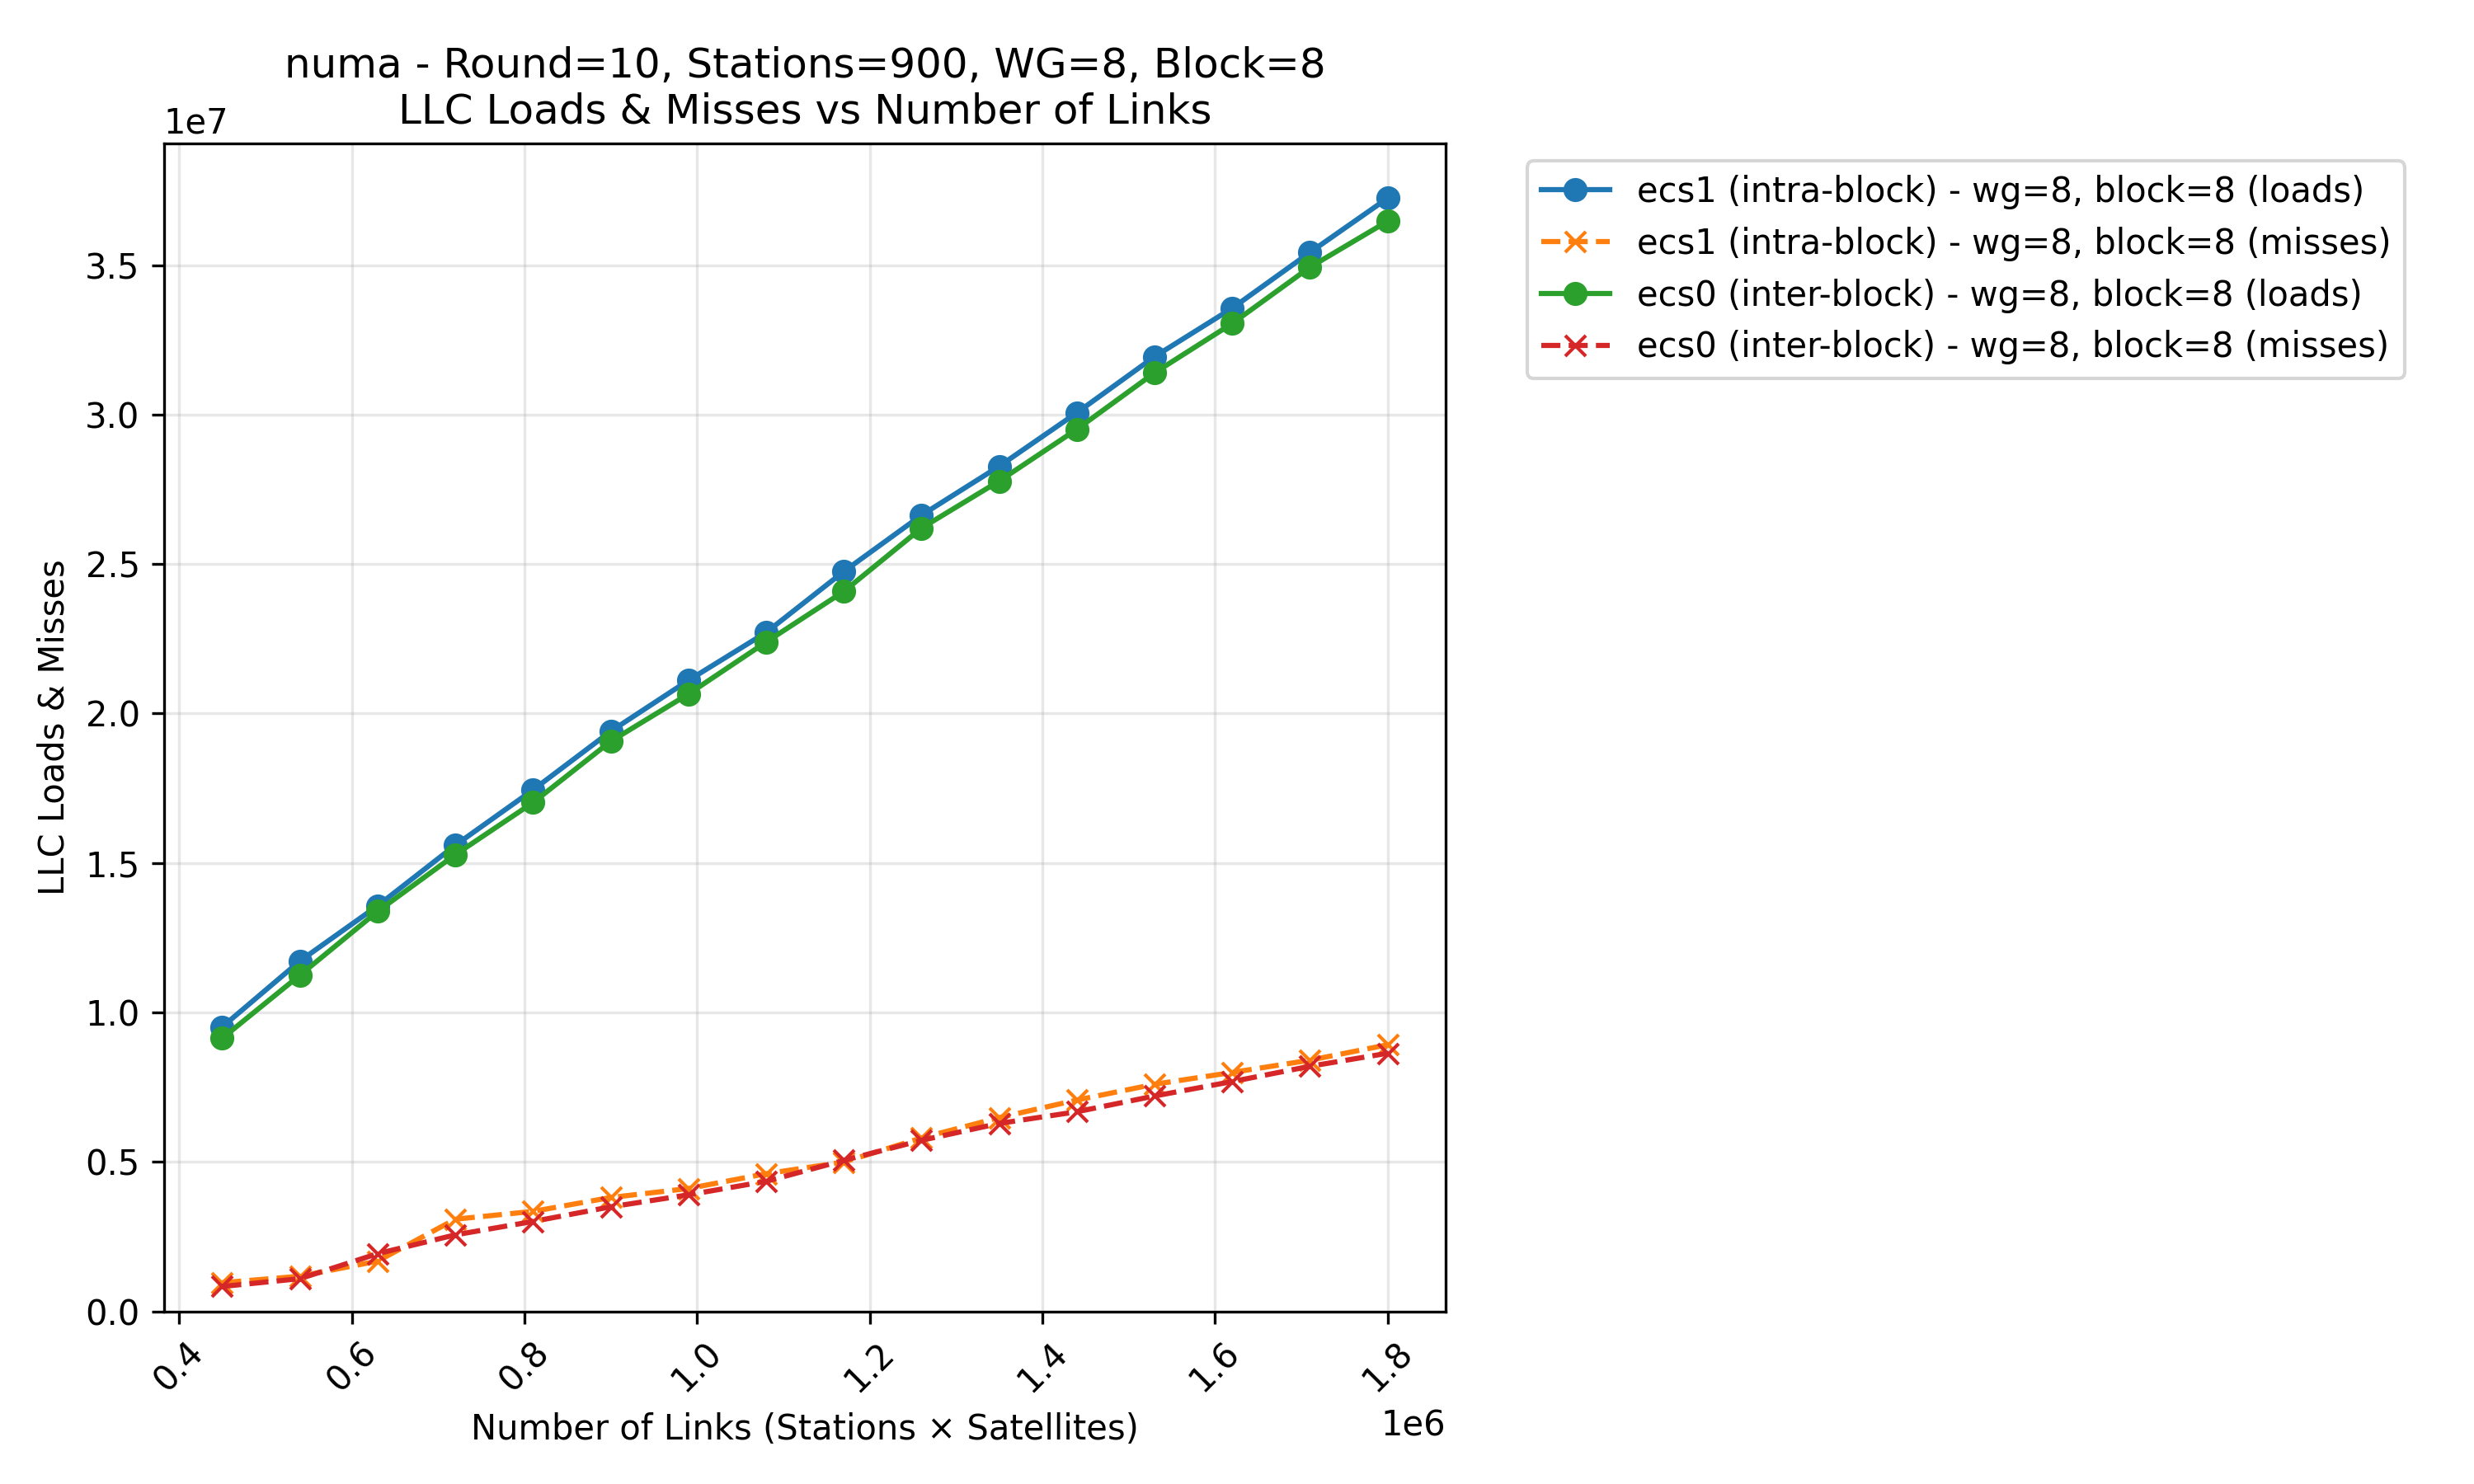 numa - Round=10, Stations=900, WG=8, Block=8
LLC Loads & Misses vs Number of Links
1e7
ecs1 (intra-block) - wg=8, block=8 (loads)
ecs1 (intra-block) - wg=8, block=8 (misses)
ecs0 (inter-block) - wg=8, block=8 (loads)
ecs0 (inter-block) - wg=8, block=8 (misses)
LLC Loads & Misses
3.5
3.0
2.5
2.0
1.5
1.0
0.5
0.0
0.4
0.6
0.8
1.0
1.2
1.4
1.6
1.8
1e6
Number of Links (Stations × Satellites)